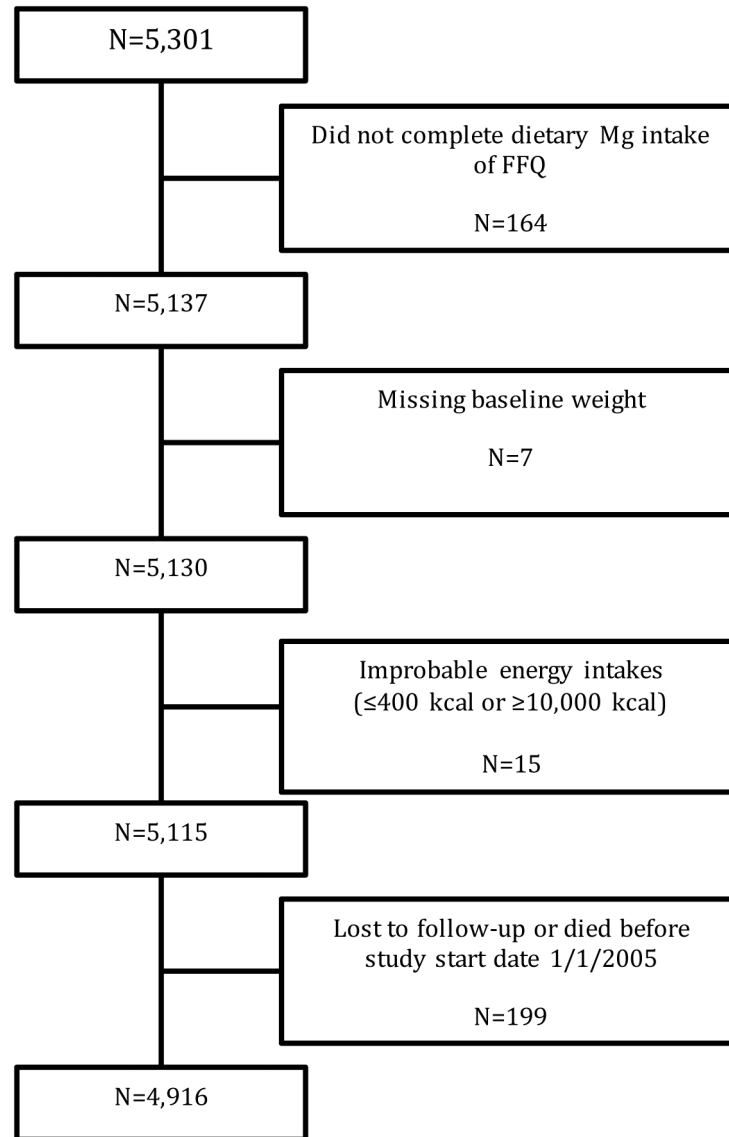 N=5,301
Did not complete dietary Mg intake
of FFQ
N=164
N=5,137
Missing baseline weight
N=7
N=5,130
Improbable energy intakes
(≤400 kcal or ≥10,000 kcal)
N=15
N=5,115
Lost to follow-up or died before
study start date 1/1/2005
N=199
N=4,916